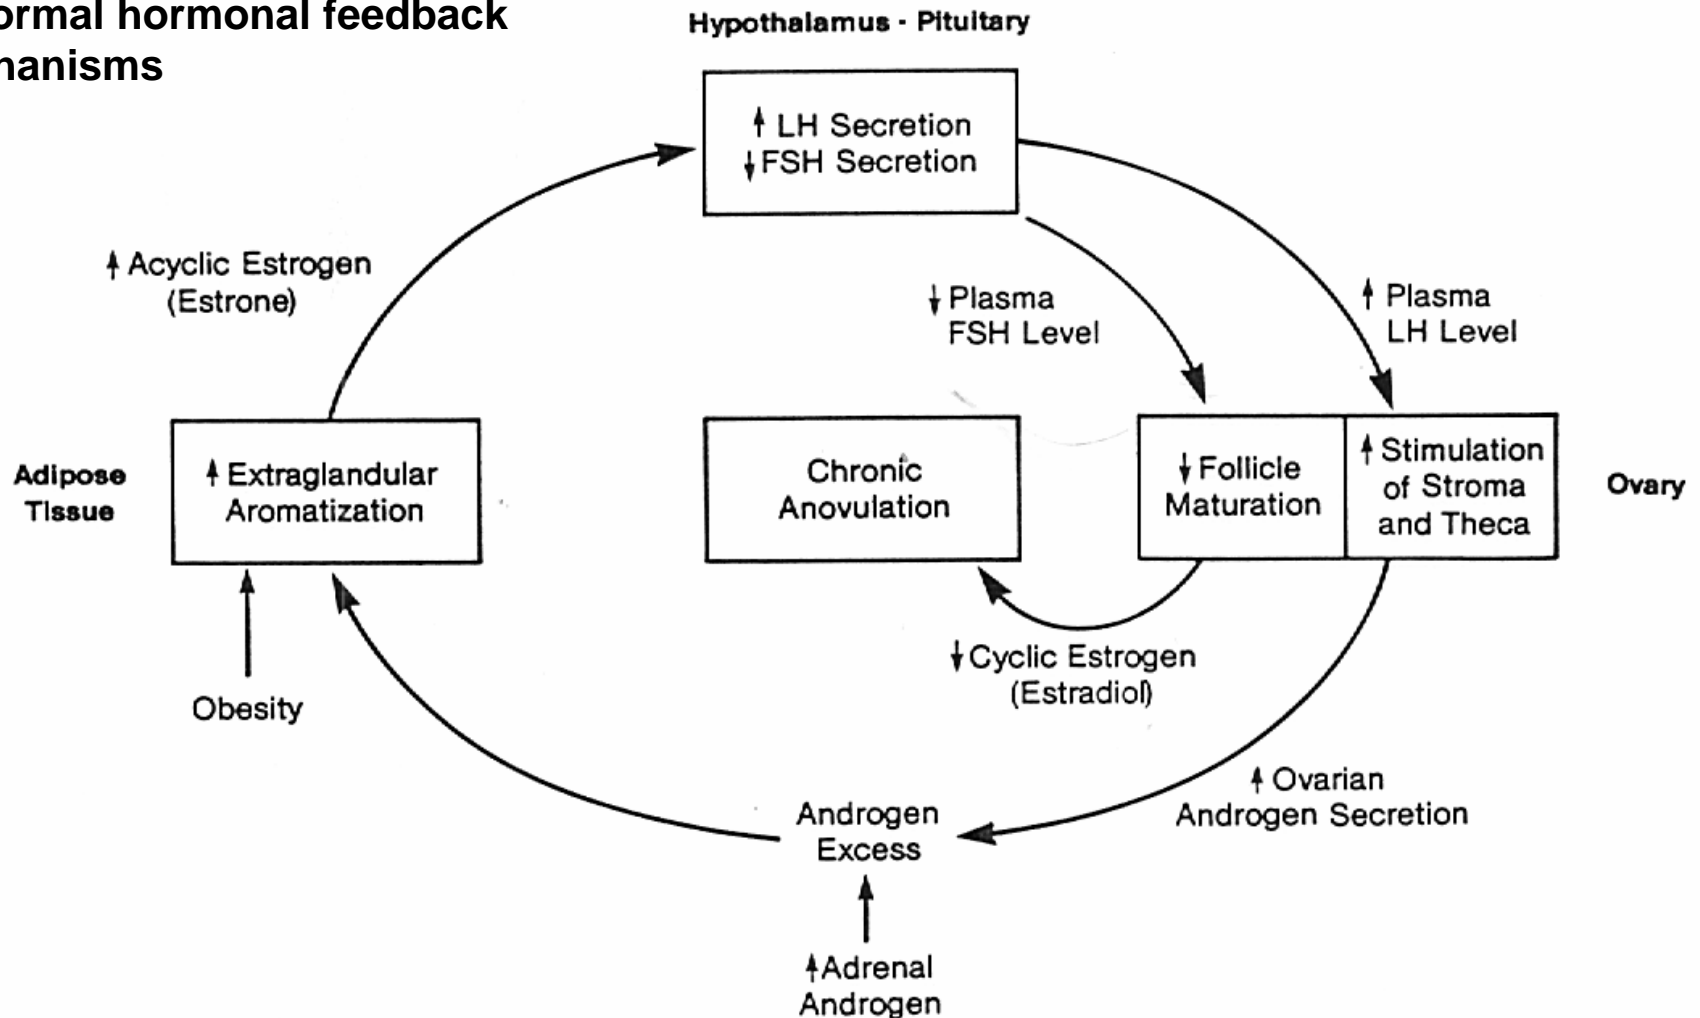 ormal hormonal feedback
hanisms
Hypothalamus - Pituitary
↑ LH Secretion
↓ FSH Secretion
↑ Acyclic Estrogen
(Estrone)
↓ Plasma
FSH Level
↑ Plasma
LH Level
Adipose
Tissue
↑ Extraglandular
Aromatization
Chronic
Anovulation
↓ Follicle
Maturation
↑ Stimulation
of Stroma
and Theca
Ovary
Obesity
↓ Cyclic Estrogen
(Estradiol)
↑ Ovarian
Androgen Secretion
Androgen
Excess
↑ Adrenal
Androgen